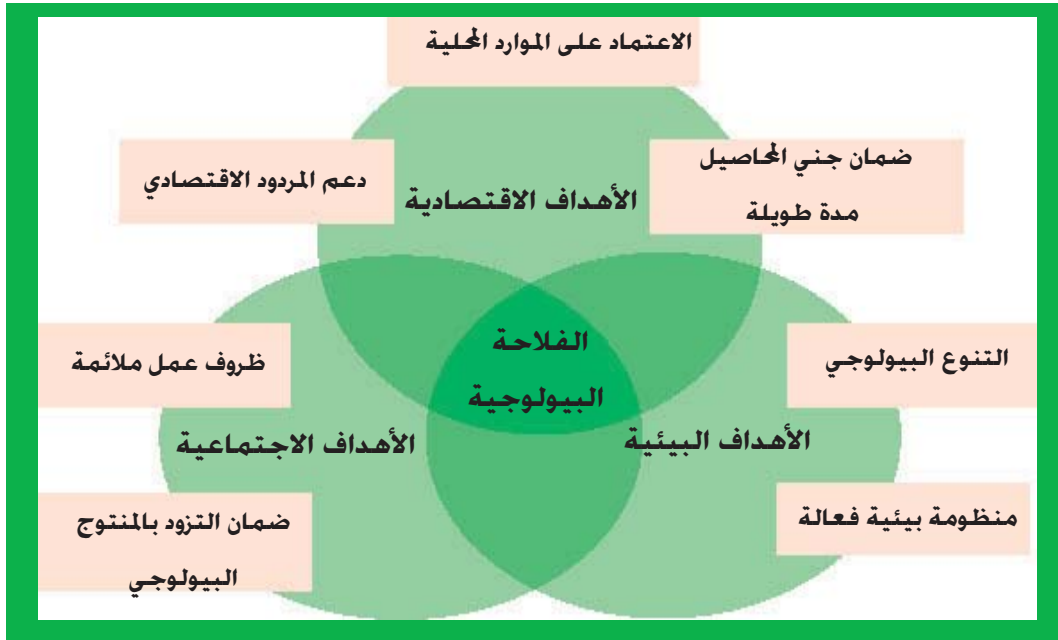 الاعتماد على الموارد المحلية
ضمان جني المحاصيل
مدة طويلة
دعم المردود الاقتصادي
الأهداف الاقتصادية
الفلاحة
البيولوجية
التنوع البيولوجي
ظروف عمل ملائمة
الأهداف البيئية
الأهداف الاجتماعية
منظومة بيئية فعالة
ضمان التزود بالمنتوج
البيولوجي